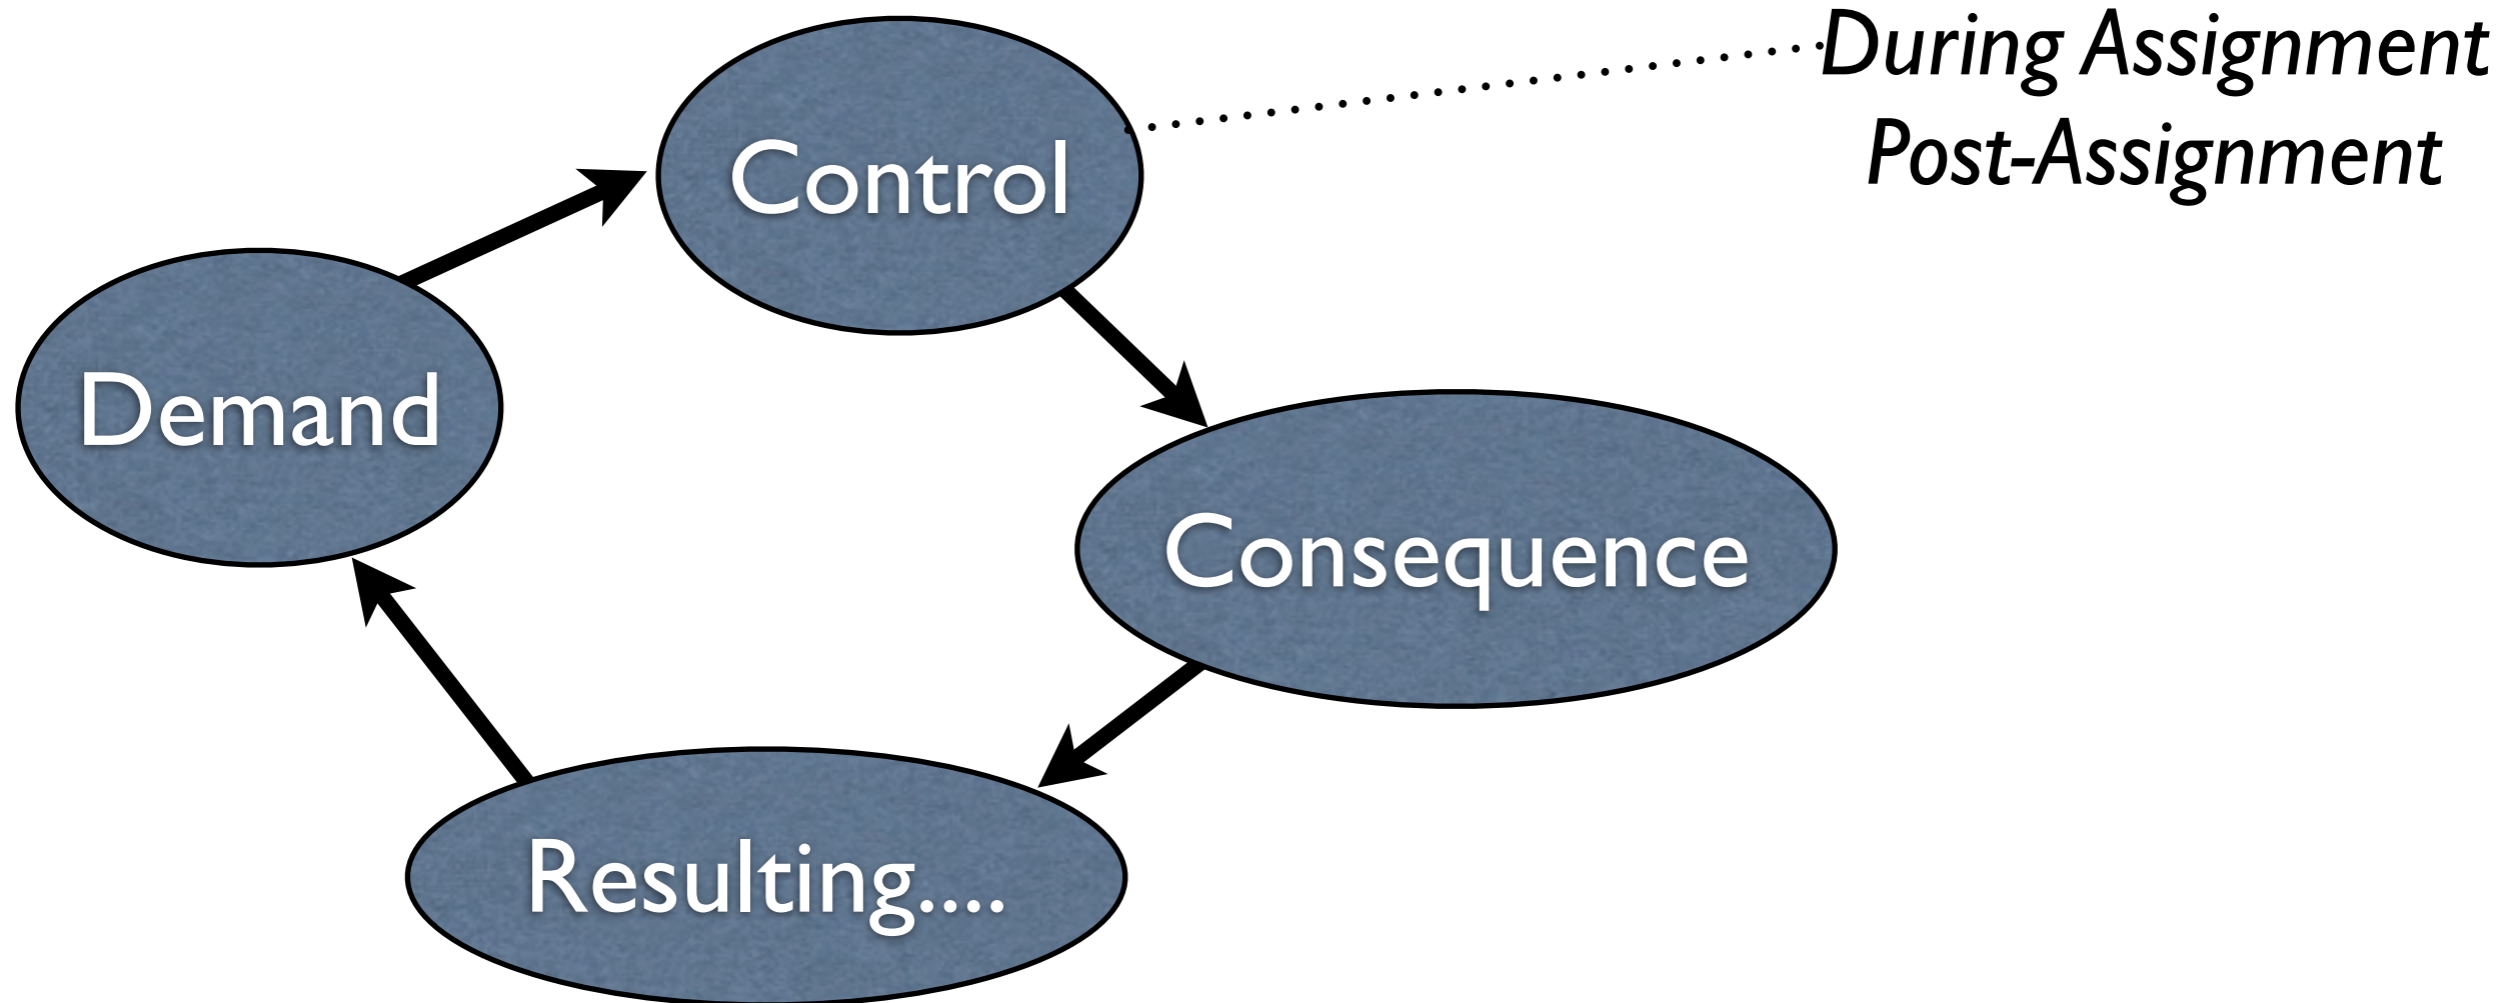 During Assignment
Post-Assignment
Control
Demand
Consequence
Resulting....